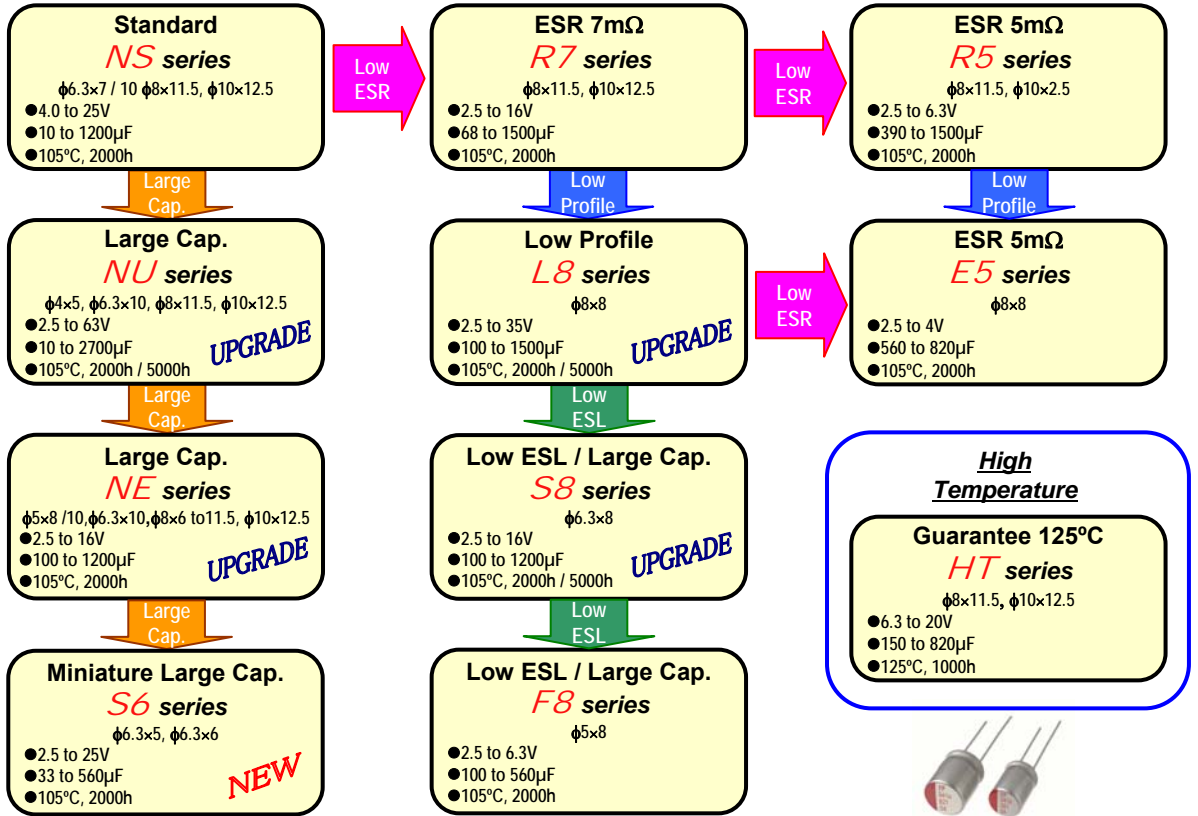 Standard
NS series
ϕ6.3×7 / 10 ϕ8×11.5, ϕ10×12.5
●4.0 to 25V
●10 to 1200µF
●105ºC, 2000h
Low
ESR
ESR 7mΩ
R7 series
ϕ8×11.5, ϕ10×12.5
●2.5 to 16V
●68 to 1500µF
●105ºC, 2000h
Low
ESR
ESR 5mΩ
R5 series
ϕ8×11.5, ϕ10×2.5
●2.5 to 6.3V
●390 to 1500µF
●105ºC, 2000h
Large
Cap.
Low
Profile
Low
Profile
Large Cap.
NU series
ϕ4×5, ϕ6.3×10, ϕ8×11.5, ϕ10×12.5
●2.5 to 63V
●10 to 2700µF
●105ºC, 2000h / 5000h
UPGRADE
Low Profile
L8 series
ϕ8×8
●2.5 to 35V
●100 to 1500µF
●105ºC, 2000h / 5000h
UPGRADE
Low
ESR
ESR 5mΩ
E5 series
ϕ8×8
●2.5 to 4V
●560 to 820µF
●105ºC, 2000h
Large
Cap.
Low
ESL
Large Cap.
NE series
ϕ5×8 /10,ϕ6.3×10,ϕ8×6 to11.5, ϕ10×12.5
●2.5 to 16V
●100 to 1200µF
●105ºC, 2000h
UPGRADE
Low ESL / Large Cap.
S8 series
ϕ6.3×8
●2.5 to 16V
●100 to 1200µF
●105ºC, 2000h / 5000h
UPGRADE
High
Temperature
Guarantee 125ºC
HT series
ϕ8×11.5, ϕ10×12.5
●6.3 to 20V
●150 to 820µF
●125ºC, 1000h
Large
Cap.
Low
ESL
Miniature Large Cap.
S6 series
ϕ6.3×5, ϕ6.3×6
●2.5 to 25V
●33 to 560µF
●105ºC, 2000h
NEW
Low ESL / Large Cap.
F8 series
ϕ5×8
●2.5 to 6.3V
●100 to 560µF
●105ºC, 2000h